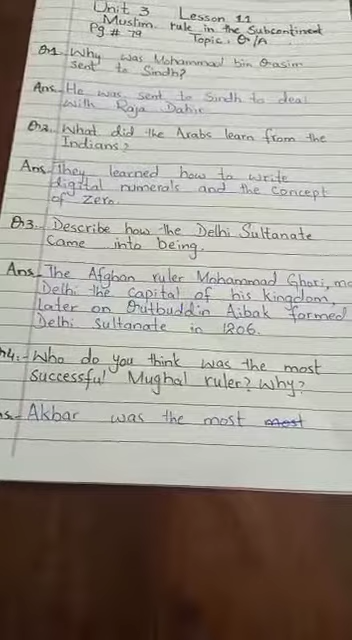 Unit 3 Lesson 11
Muslim rule in the subcontinent
Pg. # 79 Topic. Q/A
Q1. Why was Mohammad bin Qasim
sent to Sindh?
Ans. He was sent to Sindh to deal
with Raja Dahir
Q2. What did the Arabs learn from the
Indians?
Ans. They learned how to write
digital numerals and the concept
of zero.
Q3. Describe how the Delhi Sultanate
came into being.
Ans. The Afghan ruler Mohammad Ghori,
Delhi the capital of his kingdom,
Later on Qutbuddin Aibak formed
Delhi sultanate in 1206.
4:- Who do you think was the most
successful Mughal ruler? Why?
Akbar was the most most